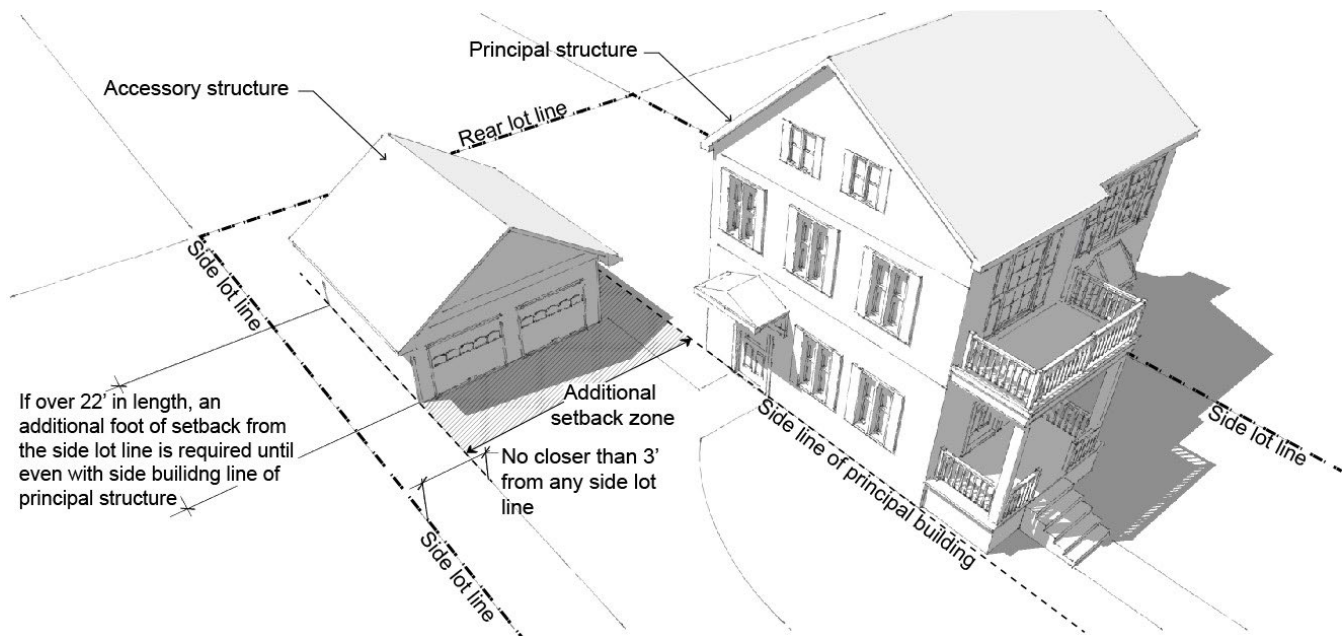 Principal structure
Accessory structure
Rear lot line
Side lot line
If over 22’ in length, an
additional foot of setback from
the side lot line is required until
even with side buildng line of
principal structure
Additional
setback zone
No closer than 3’
from any side lot
line
Side lot line
Side line of principal building
Side lot line